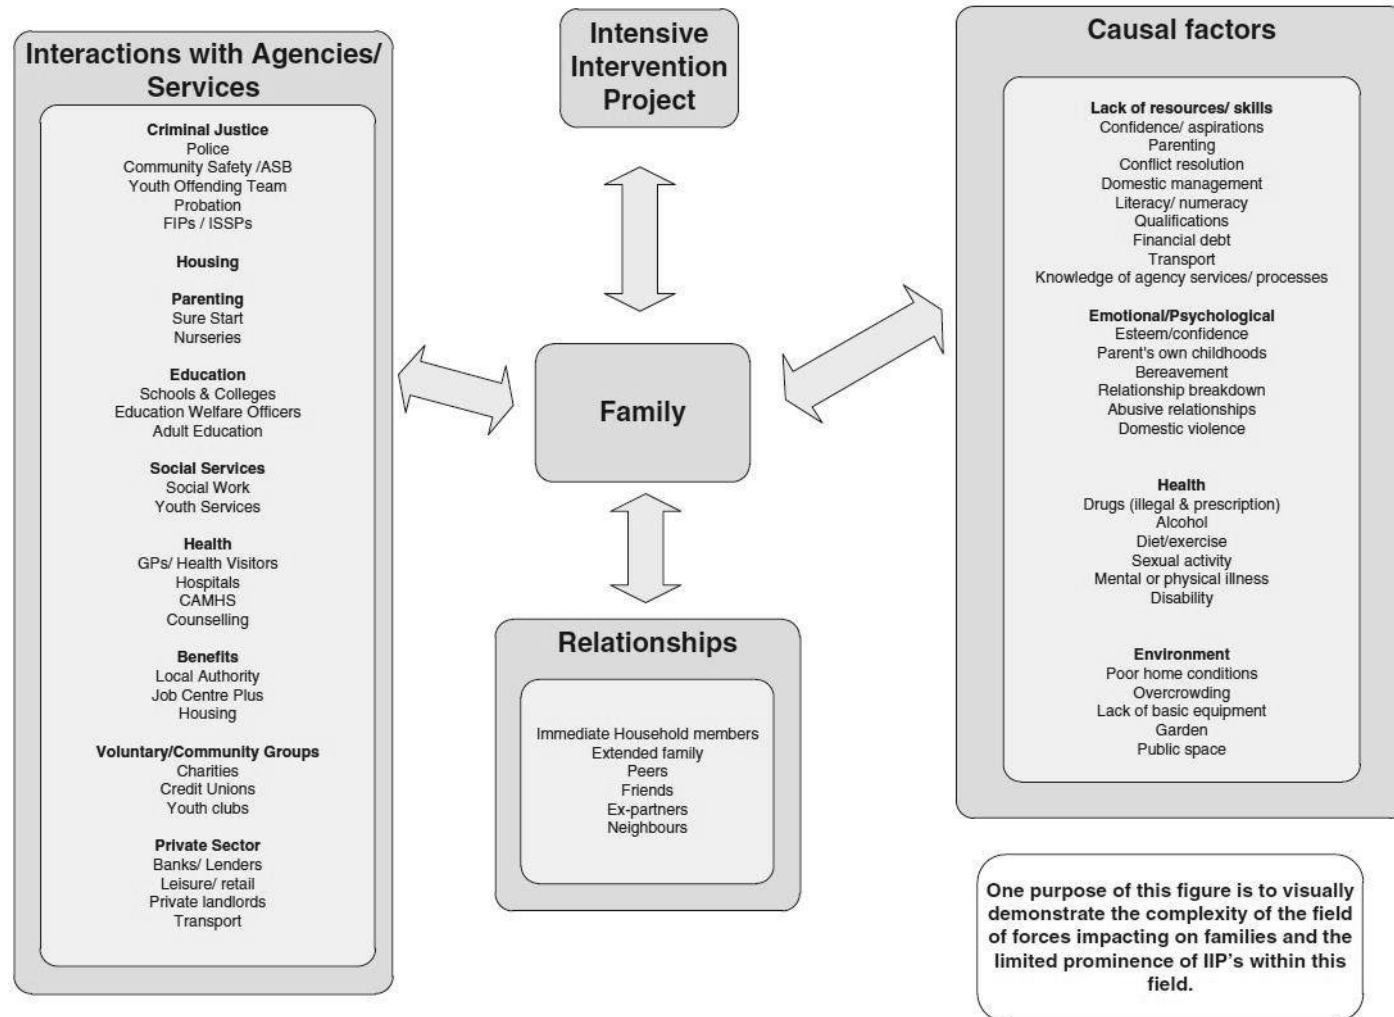 Interactions with Agencies/
Services
Criminal Justice
Police
Community Safety /ASB
Youth Offending Team
Probation
FIPs / ISSPs
Housing
Parenting
Sure Start
Nurseries
Education
Schools & Colleges
Education Welfare Officers
Adult Education
Social Services
Social Work
Youth Services
Health
GPs/ Health Visitors
Hospitals
CAMHS
Counselling
Benefits
Local Authority
Job Centre Plus
Housing
Voluntary/Community Groups
Charities
Credit Unions
Youth clubs
Private Sector
Banks/ Lenders
Leisure/ retail
Private landlords
Transport
Intensive
Intervention
Project
Family
Relationships
Immediate Household members
Extended family
Peers
Friends
Ex-partners
Neighbours
Causal factors
Lack of resources/ skills
Confidence/ aspirations
Parenting
Conflict resolution
Domestic management
Literacy/ numeracy
Qualifications
Financial debt
Transport
Knowledge of agency services/ processes
Emotional/Psychological
Esteem/confidence
Parent's own childhoods
Bereavement
Relationship breakdown
Abusive relationships
Domestic violence
Health
Drugs (illegal & prescription)
Alcohol
Diet/exercise
Sexual activity
Mental or physical illness
Disability
Environment
Poor home conditions
Overcrowding
Lack of basic equipment
Garden
Public space
One purpose of this figure is to visually
demonstrate the complexity of the field
of forces impacting on families and the
limited prominence of IIP's within this
field.